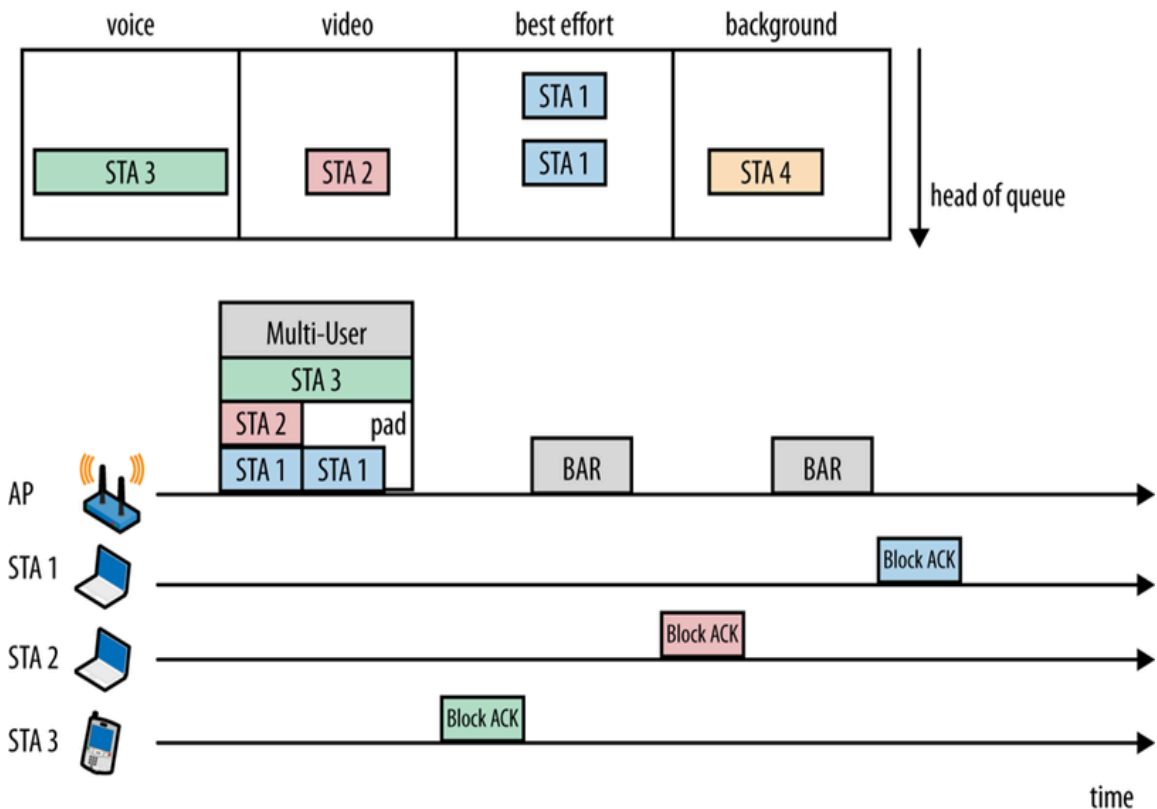 voice video best effort background
STA 1
STA 3 STA 2 STA 1 STA 4
head of queue
Multi-User
STA 3
STA 2 pad
STA 1 STA 1 BAR BAR
AP
STA 1 Block ACK
STA 2 Block ACK
STA 3 Block ACK
time